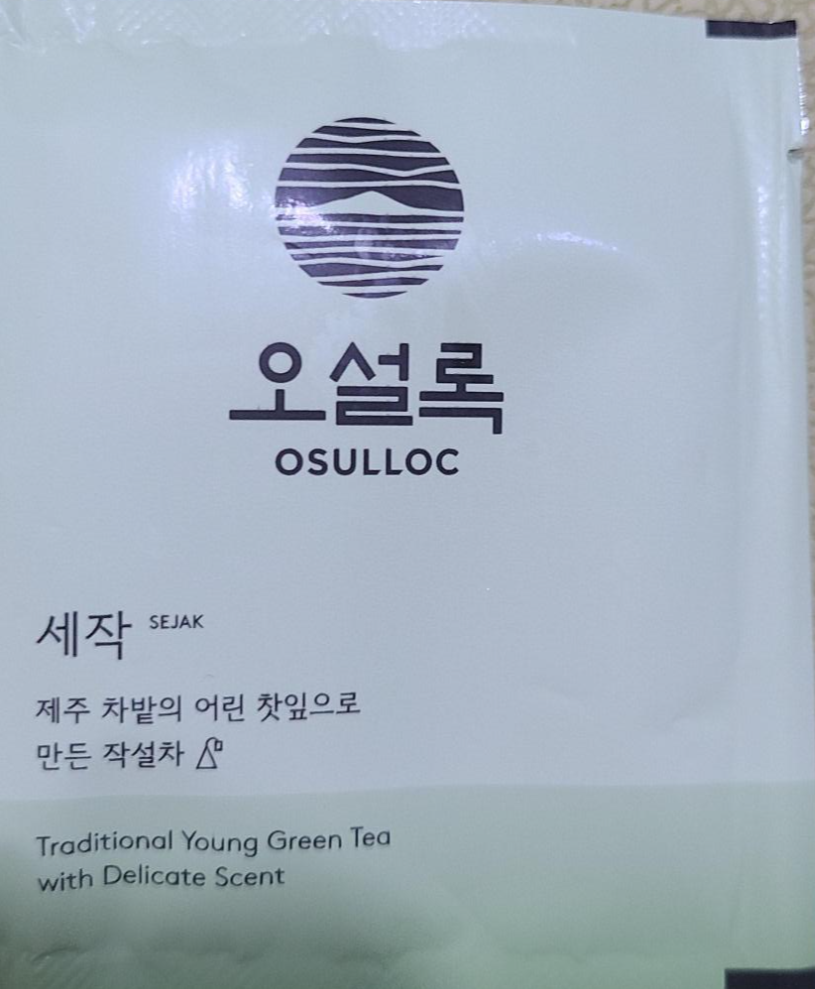 오설록
OSULLOC
세작 SEJAK
제주 차밭의 어린 찻잎으로
만든 작설차
Traditional Young Green Tea
with Delicate Scent